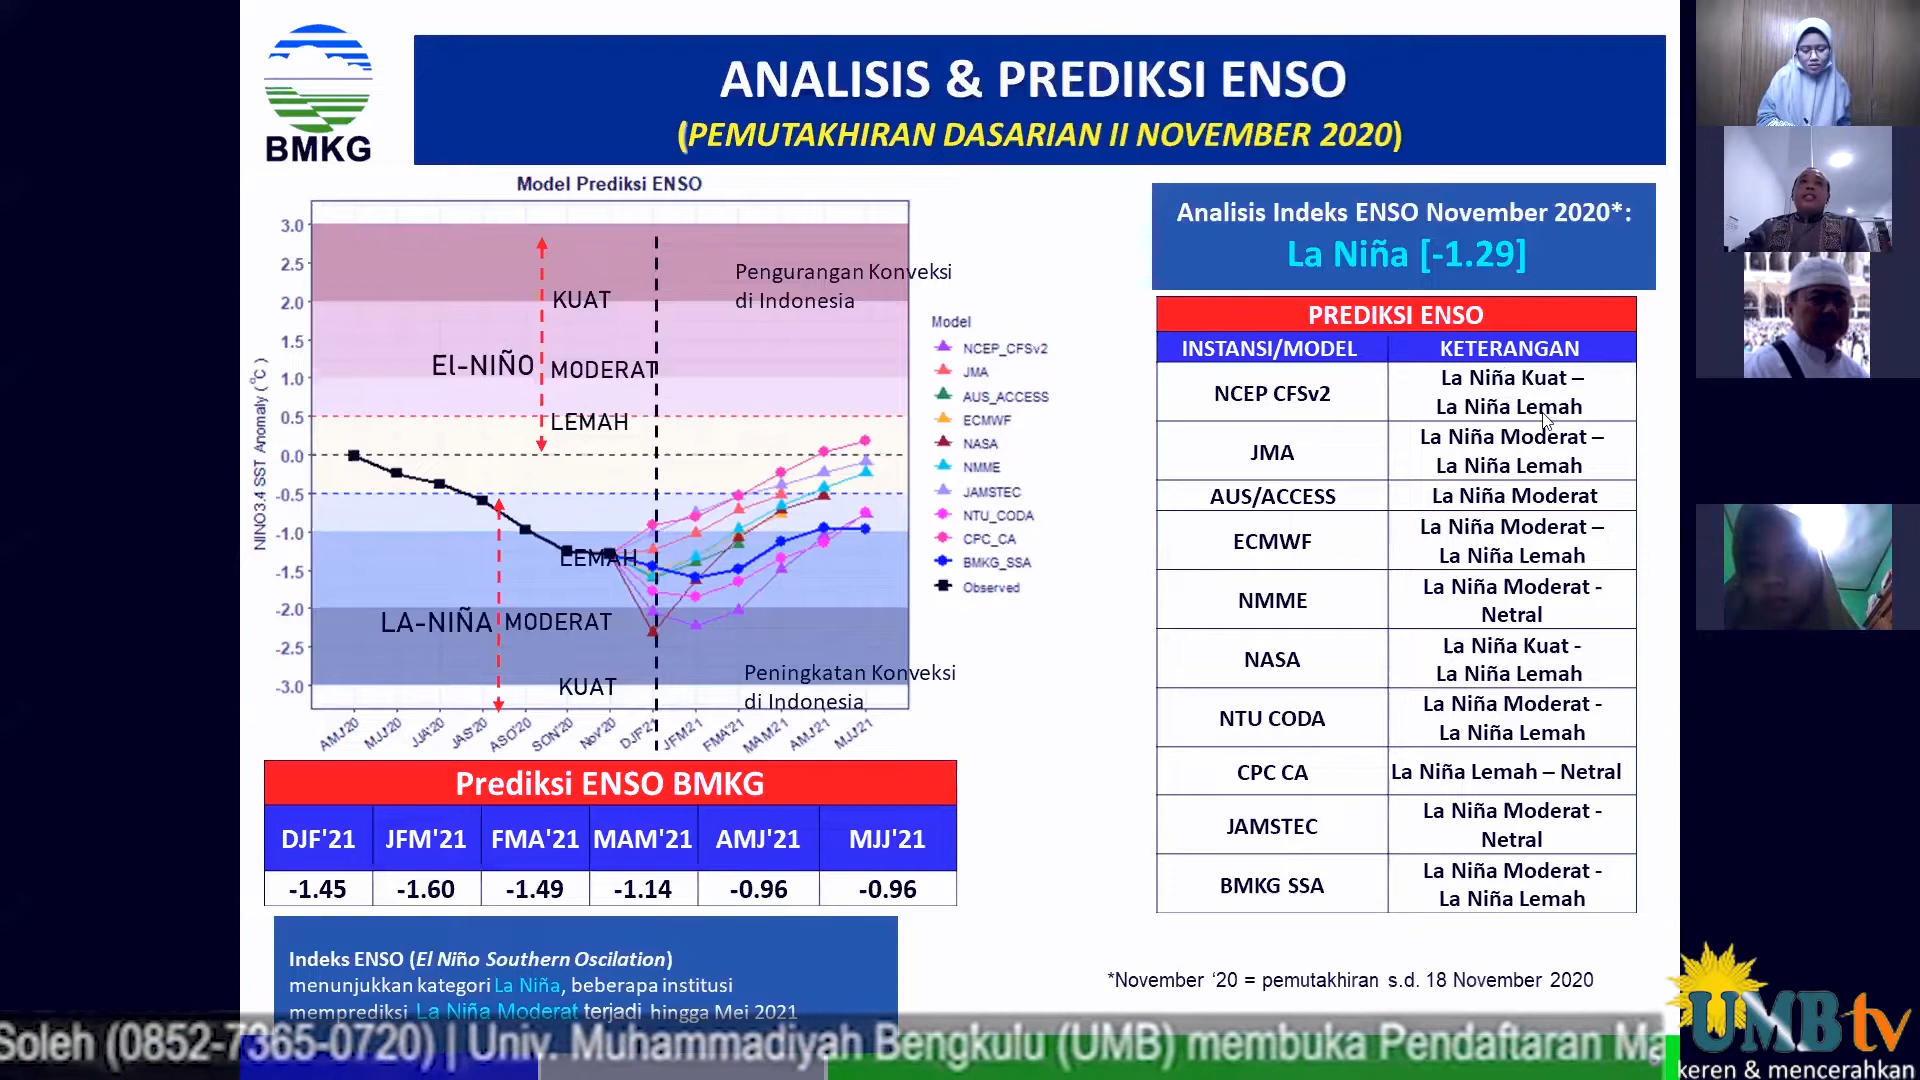 BMKG
ANALISIS & PREDIKSI ENSO
(PEMUTAKHIRAN DASARIAN II NOVEMBER 2020)
Model Prediksi ENSO
NINO3.4 SST Anomaly (°C)
3.0
2.5
2.0
1.5
1.0
0.5
0.0
-0.5
-1.0
-1.5
-2.0
-2.5
-3.0
KUAT
El-NIÑO
MODERAT
LEMAH
Pengurangan Konveksi
di Indonesia
LEMAH
LA-NIÑA
MODERAT
KUAT
Peningkatan Konveksi
di Indonesia
AMJ'20
MJJ'20
JJA'20
JAS'20
ASO'20
SON'20
NoV'20
DJF'21
JFM'21
FMA'21
MAM'21
AMJ'21
MJJ'21
Model
NCEP_CFSv2
JMA
AUS_ACCESS
ECMWF
NASA
NMME
JAMSTEC
NTU_CODA
CPC_CA
BMKG_SSA
Observed
Prediksi ENSO BMKG
DJF'21 JFM'21 FMA'21 MAM'21 AMJ'21 MJJ'21
-1.45 -1.60 -1.49 -1.14 -0.96 -0.96
Indeks ENSO (El Niño Southern Oscilation)
menunjukkan kategori La Niña, beberapa institusi
memprediksi La Niña Moderat terjadi hingga Mei 2021
Analisis Indeks ENSO November 2020*:
La Niña [-1.29]
PREDIKSI ENSO
INSTANSI/MODEL KETERANGAN
NCEP CFSv2 La Niña Kuat –
La Niña Lemah
JMA La Niña Moderat –
La Niña Lemah
AUS/ACCESS La Niña Moderat
ECMWF La Niña Moderat –
La Niña Lemah
NMME La Niña Moderat -
Netral
NASA La Niña Kuat -
La Niña Lemah
NTU CODA La Niña Moderat -
La Niña Lemah
CPC CA La Niña Lemah – Netral
JAMSTEC La Niña Moderat -
Netral
BMKG SSA La Niña Moderat -
La Niña Lemah
*November ‘20 = pemutakhiran s.d. 18 November 2020
Soleh (0852-7365-0720) | Univ. Muhammadiyah Bengkulu (UMB) membuka Pendaftaran Ma
UMBtv
keren & mencerahkan